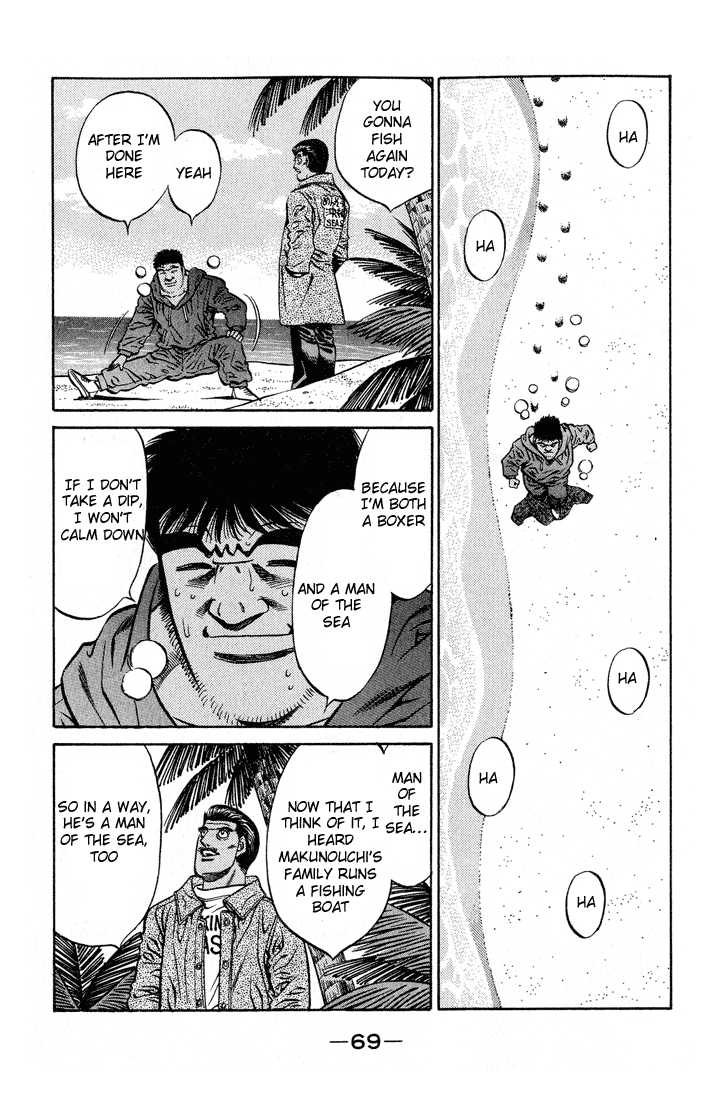 HA
HA
HA
HA
HA
YOU
GONNA
FISH
AGAIN
TODAY?
YEAH
AFTER I'M
DONE
HERE
BECAUSE
I'M BOTH
A BOXER
AND A MAN
OF THE
SEA
IF I DON'T
TAKE A DIP,
I WON'T
CALM DOWN
MAN
OF
THE
SEA...
NOW THAT I
THINK OF IT, I
HEARD
MAKUNOUCHI'S
FAMILY RUNS
A FISHING
BOAT
SO IN A WAY,
HE'S A MAN
OF THE SEA,
TOO
—69—